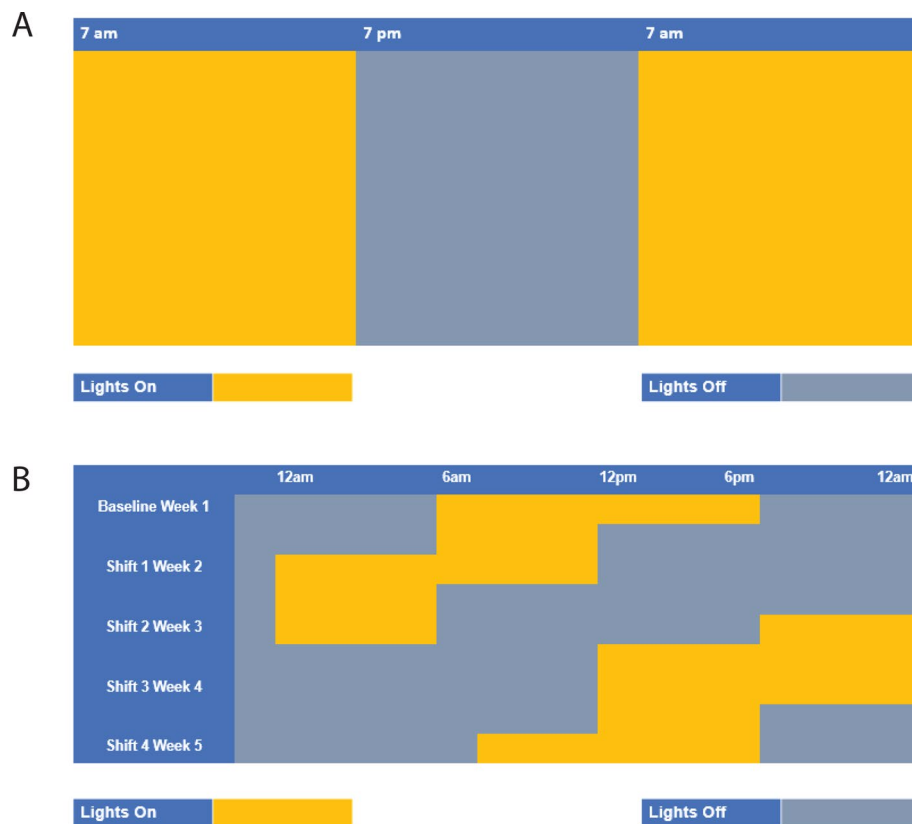 A
7 am 7 pm 7 am
Lights On Lights Off
B
12am 6am 12pm 6pm 12am
Baseline Week 1
Shift 1 Week 2
Shift 2 Week 3
Shift 3 Week 4
Shift 4 Week 5
Lights On Lights Off